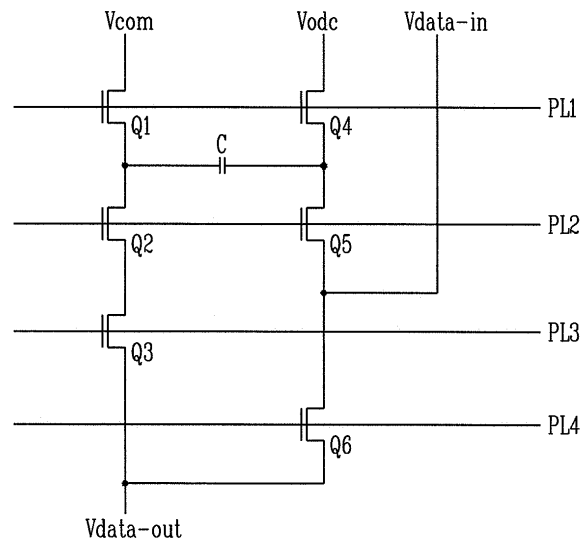 Vcom Vodc Vdata-in
PL1
Q1 Q4
C
PL2
Q2 Q5
PL3
Q3
PL4
Q6
Vdata-out